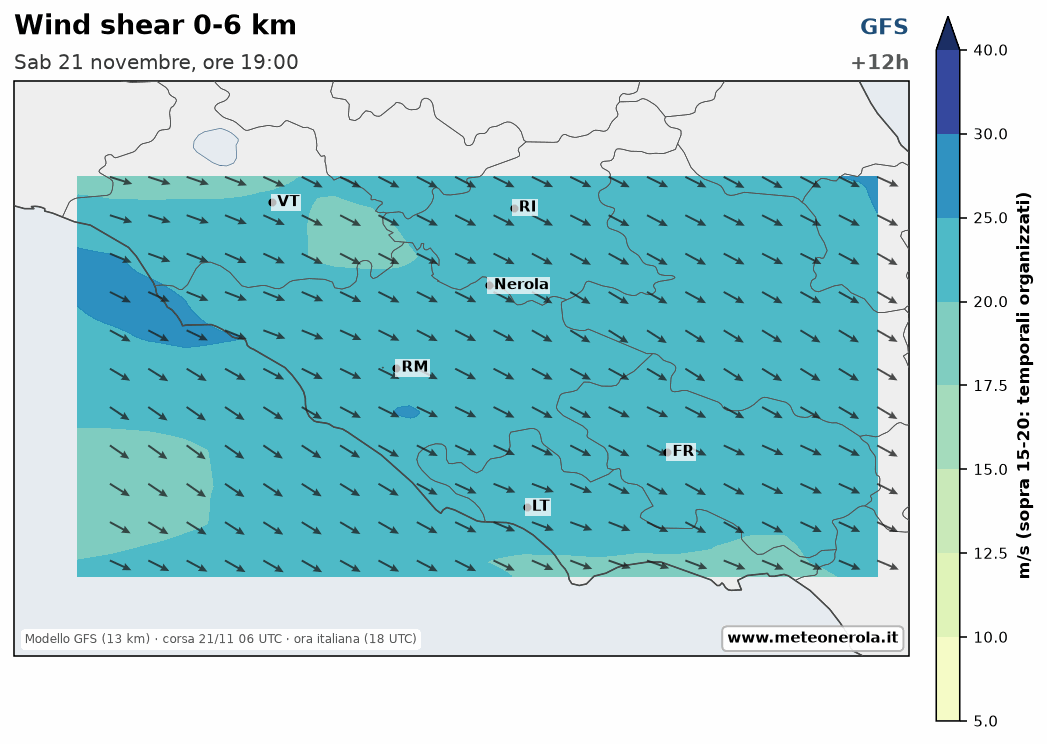 Wind shear 0-6 km
GFS
Sab 21 novembre, ore 19:00
+12h
VT
RI
Nerola
RM
FR
LT
Modello GFS (13 km) · corsa 21/11 06 UTC · ora italiana (18 UTC)
www.meteonerola.it
40.0
30.0
25.0
20.0
17.5
15.0
12.5
10.0
5.0
m/s (sopra 15-20: temporali organizzati)